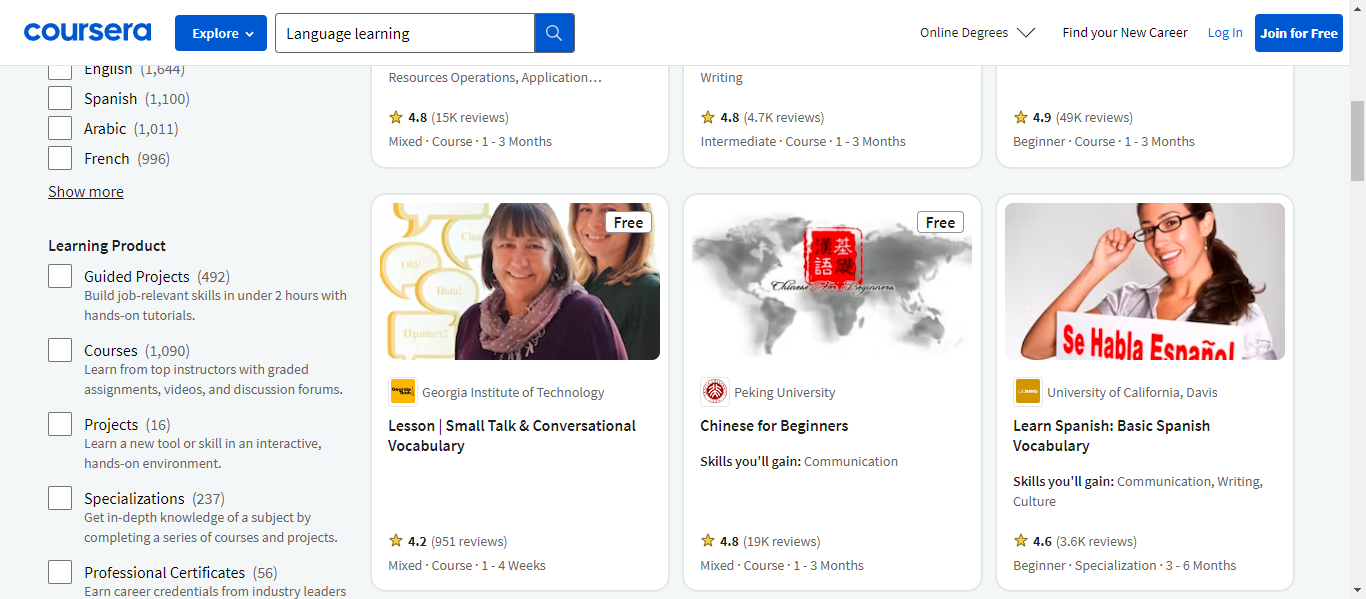 coursera
Explore
Language learning
Online Degrees
Find your New Career
Log In
Join for Free
English (1,644)
Spanish (1,100)
Arabic (1,011)
French (996)
Show more
Learning Product
Guided Projects (492)
Build job-relevant skills in under 2 hours with
hands-on tutorials.
Courses (1,090)
Learn from top instructors with graded
assignments, videos, and discussion forums.
Projects (16)
Learn a new tool or skill in an interactive,
hands-on environment.
Specializations (237)
Get in-depth knowledge of a subject by
completing a series of courses and projects.
Professional Certificates (56)
Earn career credentials from industry leaders
Resources Operations, Application…
4.8 (15K reviews)
Mixed · Course · 1 - 3 Months
Writing
4.8 (4.7K reviews)
Intermediate · Course · 1 - 3 Months
4.9 (49K reviews)
Beginner · Course · 1 - 3 Months
Free
Olá!
Hola!
Привет!
Georgia Institute of Technology
Lesson | Small Talk & Conversational
Vocabulary
4.2 (951 reviews)
Mixed · Course · 1 - 4 Weeks
Free
漢基
語礎
Chinese For Beginners
Peking University
Chinese for Beginners
Skills you'll gain: Communication
4.8 (19K reviews)
Mixed · Course · 1 - 3 Months
Se Habla Español
UC DAVIS
University of California, Davis
Learn Spanish: Basic Spanish
Vocabulary
Skills you'll gain: Communication, Writing,
Culture
4.6 (3.6K reviews)
Beginner · Specialization · 3 - 6 Months